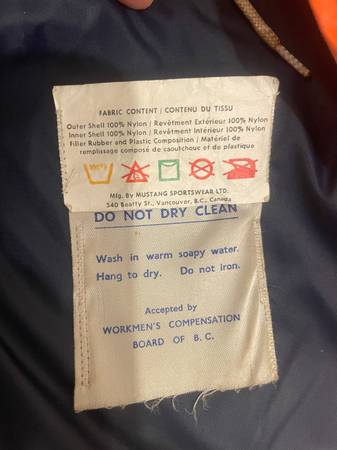 FABRIC CONTENT / CONTENU DU TISSU
Outer Shell 100% Nylon / Revêtement Extérieur 100% Nylon
Inner Shell 100% Nylon / Revêtment Intérieur 100% Nylon
Filler Rubber and Plastic Composition / Matériel de
remplissage composé de caoutchouc et de plastique
Mfg. By MUSTANG SPORTSWEAR LTD.
540 Beatty St., Vancouver, B.C., Canada
DO NOT DRY CLEAN
Wash in warm soapy water.
Hang to dry. Do not iron.
Accepted by
WORKMEN'S COMPENSATION
BOARD OF B. C.